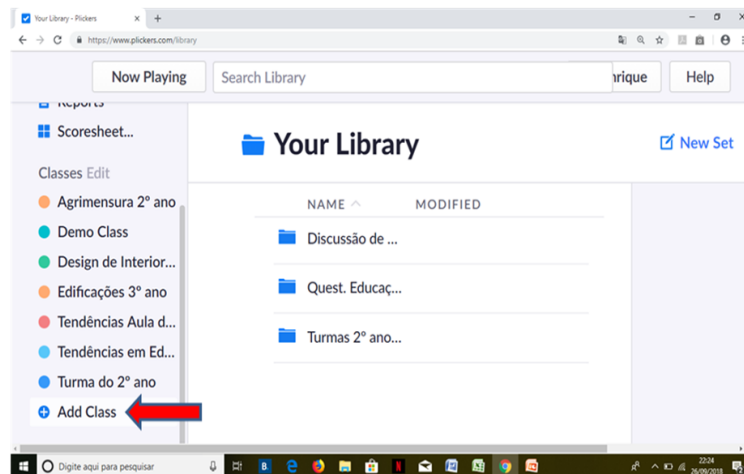 Your Library - Plickers
https://www.plickers.com/library
Now Playing
Search Library
nrique
Help
Reports
Scoresheet...
Your Library
New Set
Classes Edit
Agrimensura 2º ano
NAME
MODIFIED
Demo Class
Discussão de ...
Design de Interior...
Edificações 3º ano
Quest. Educaç...
Tendências Aula d...
Turmas 2º ano...
Tendências em Ed...
Turma do 2º ano
Add Class
Digite aqui para pesquisar
22:24
26/09/2018